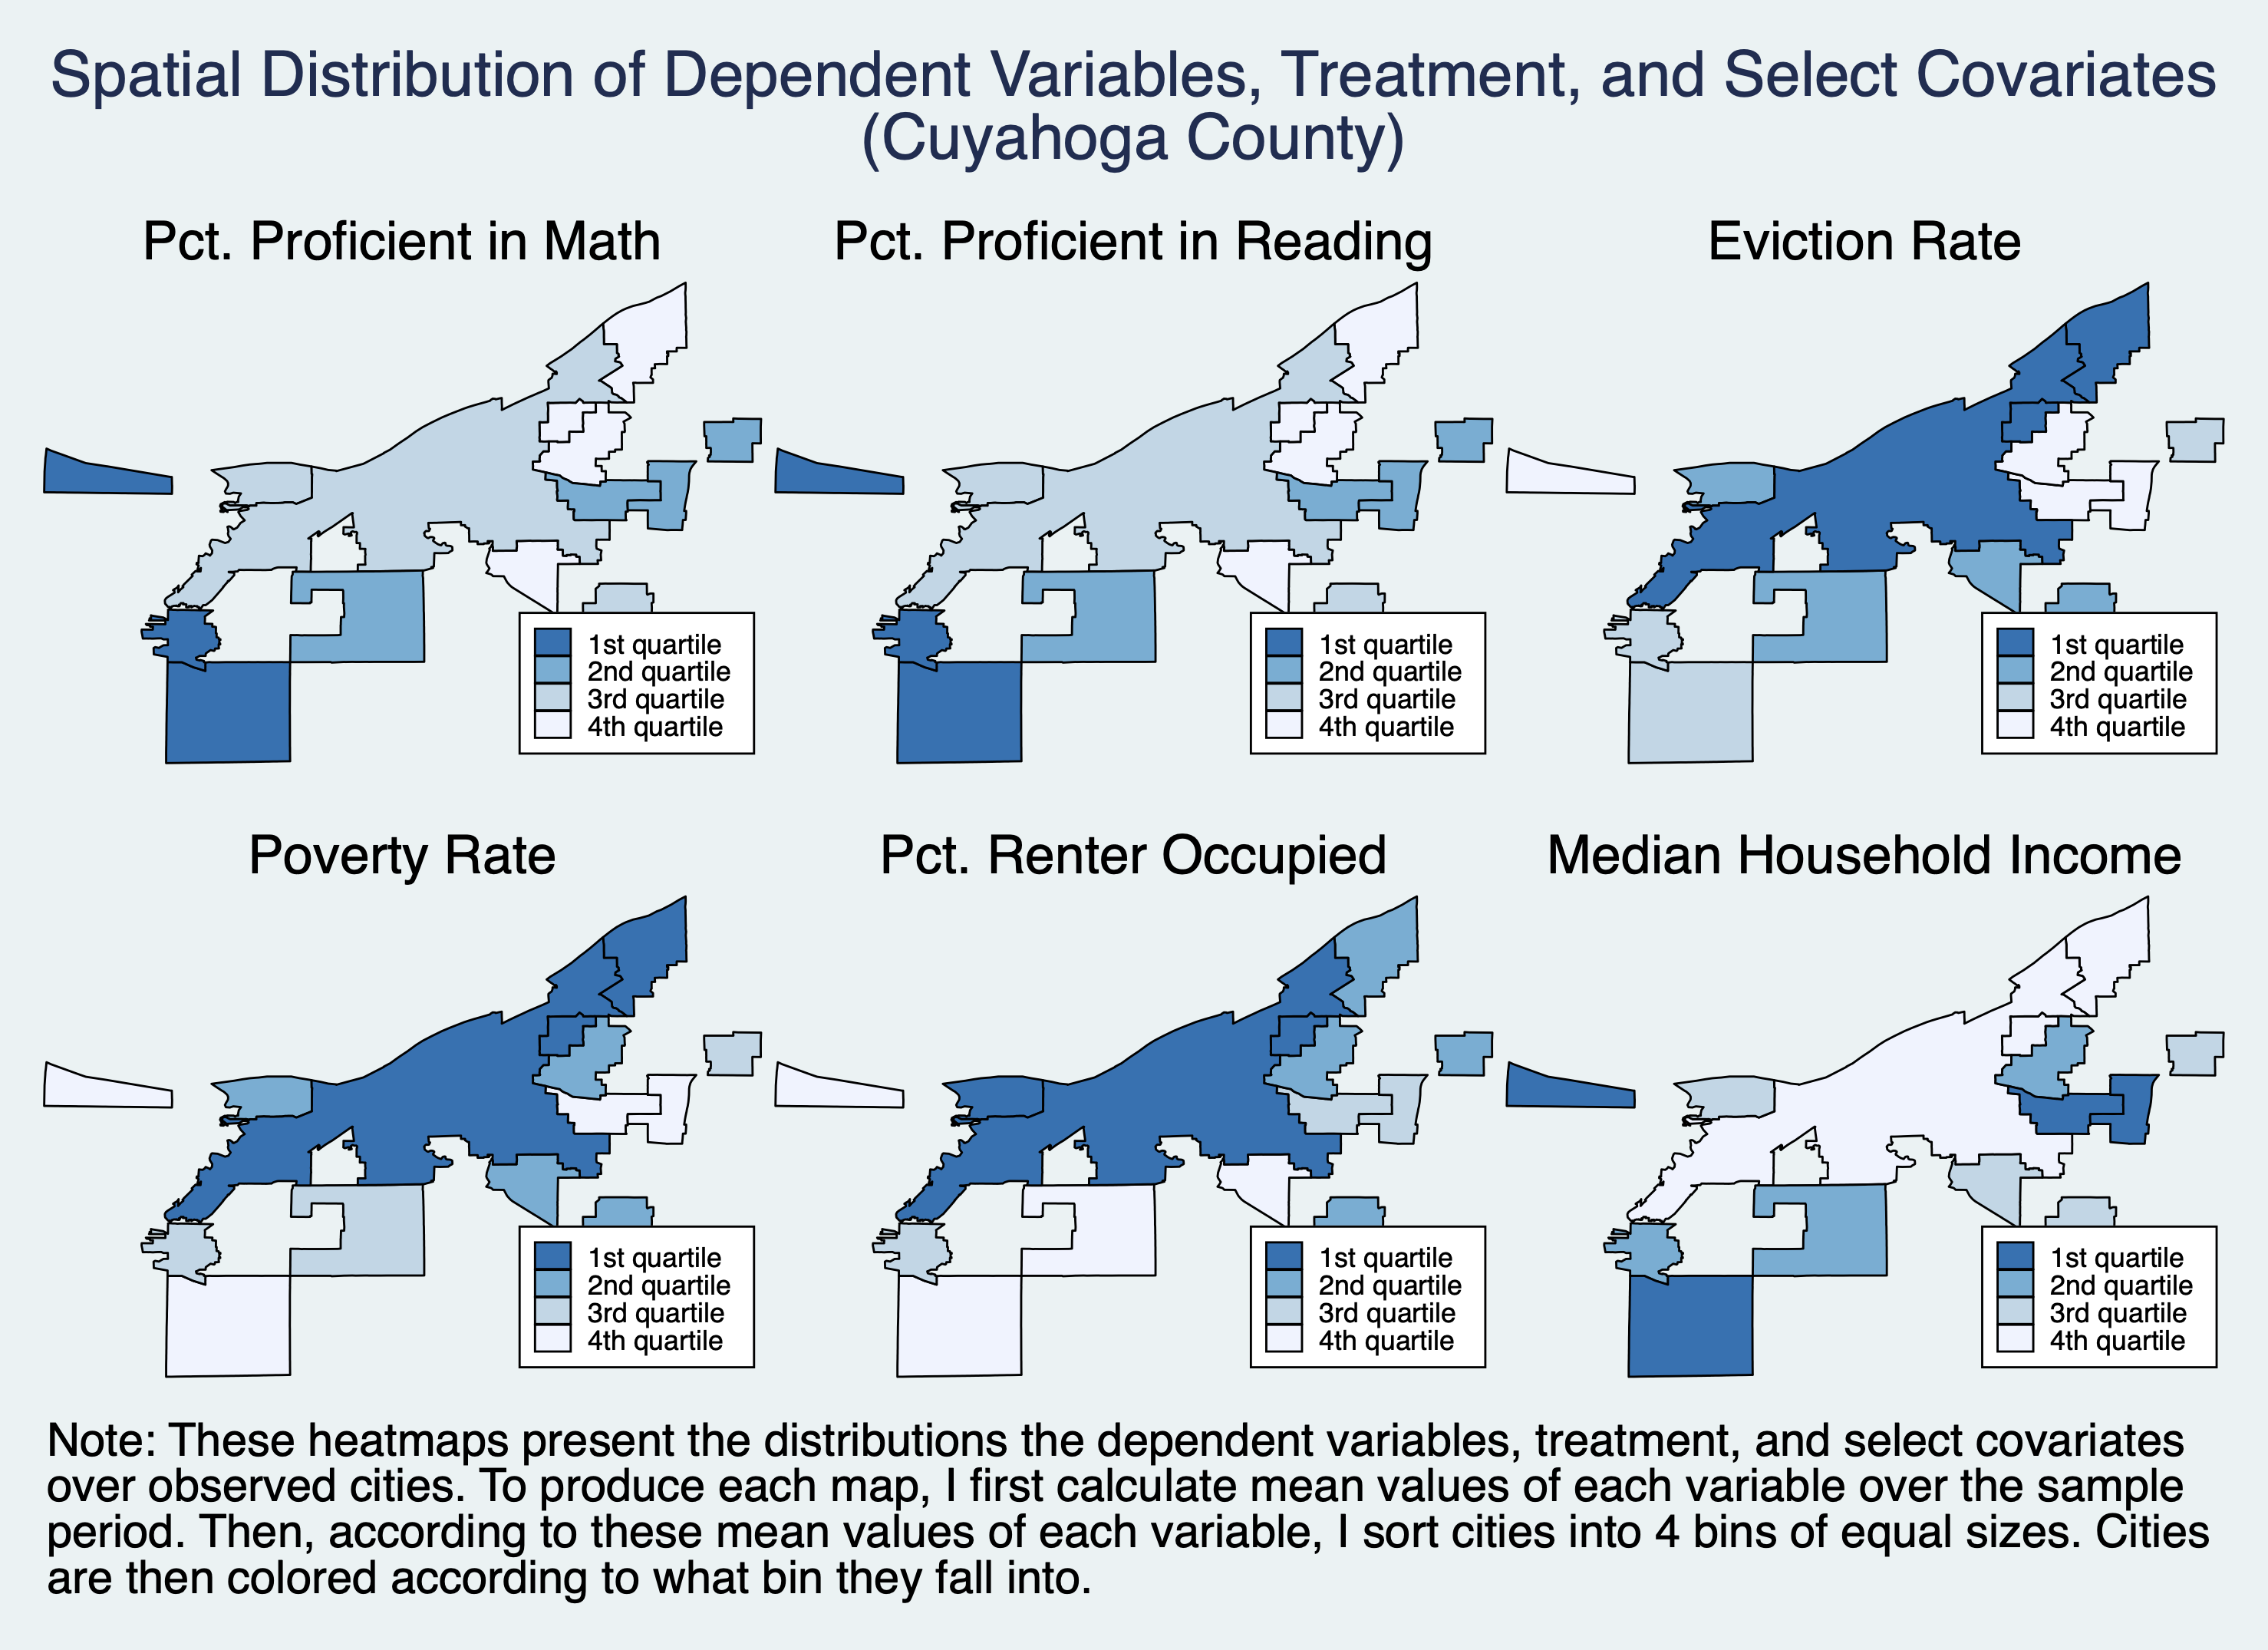 Spatial Distribution of Dependent Variables, Treatment, and Select Covariates
(Cuyahoga County)
Pct. Proficient in Math
1st quartile
2nd quartile
3rd quartile
4th quartile
Pct. Proficient in Reading
1st quartile
2nd quartile
3rd quartile
4th quartile
Eviction Rate
1st quartile
2nd quartile
3rd quartile
4th quartile
Poverty Rate
1st quartile
2nd quartile
3rd quartile
4th quartile
Pct. Renter Occupied
1st quartile
2nd quartile
3rd quartile
4th quartile
Median Household Income
1st quartile
2nd quartile
3rd quartile
4th quartile
Note: These heatmaps present the distributions the dependent variables, treatment, and select covariates
over observed cities. To produce each map, I first calculate mean values of each variable over the sample
period. Then, according to these mean values of each variable, I sort cities into 4 bins of equal sizes. Cities
are then colored according to what bin they fall into.